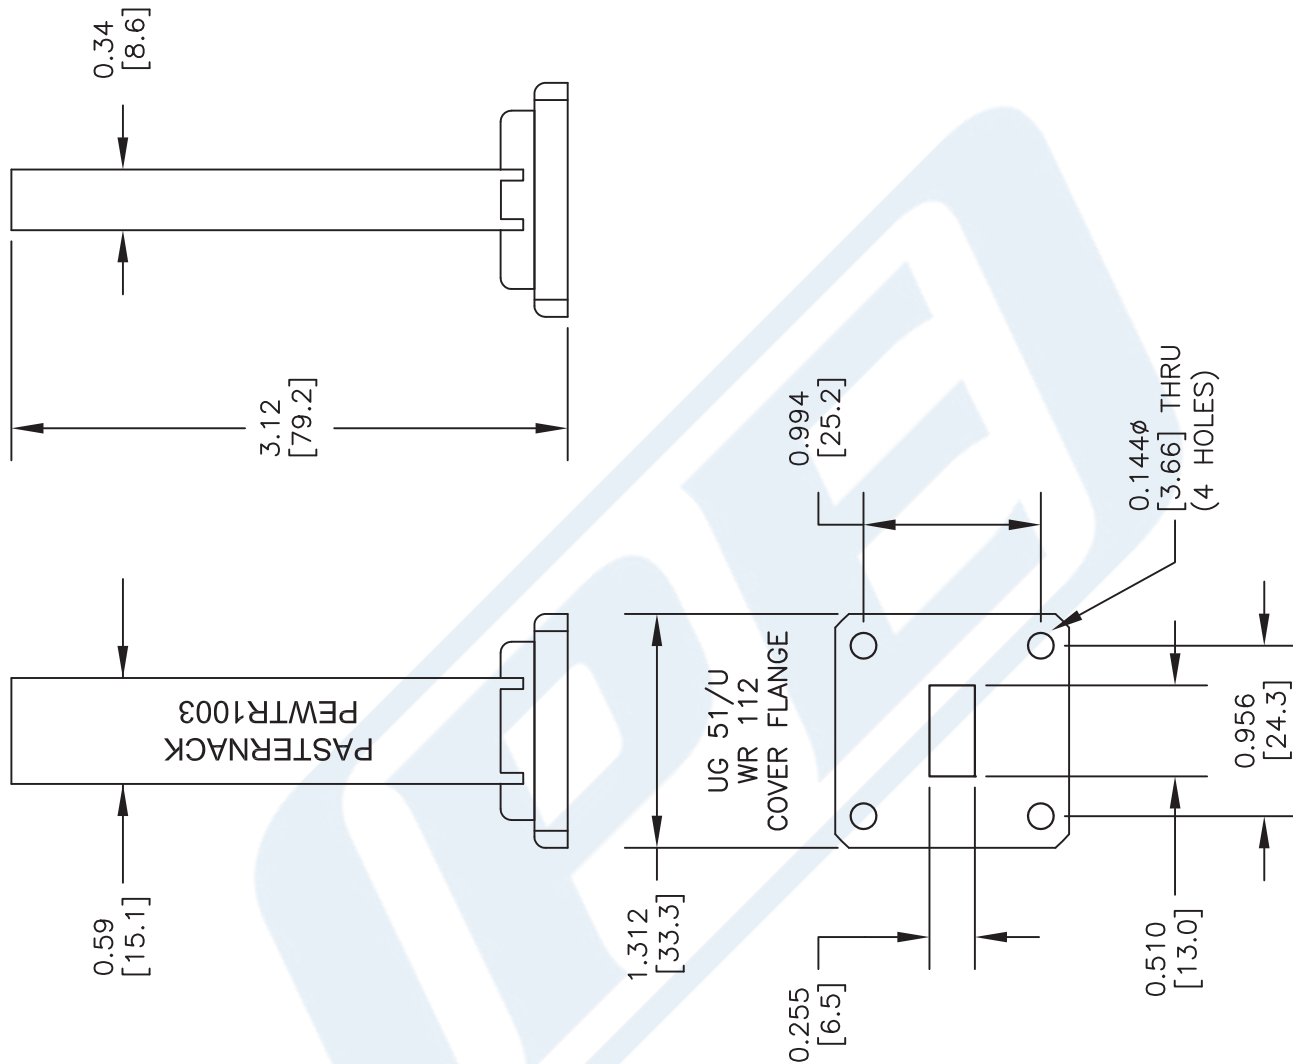 0.34
[8.6]
3.12
[79.2]
0.59
[15.1]
PASTERNACK
PEWTR1003
1.312
[33.3]
UG 51/U
WR 112
COVER FLANGE
0.994
[25.2]
0.144ø
[3.66] THRU
(4 HOLES)
0.255
[6.5]
0.510
[13.0]
0.956
[24.3]
PE